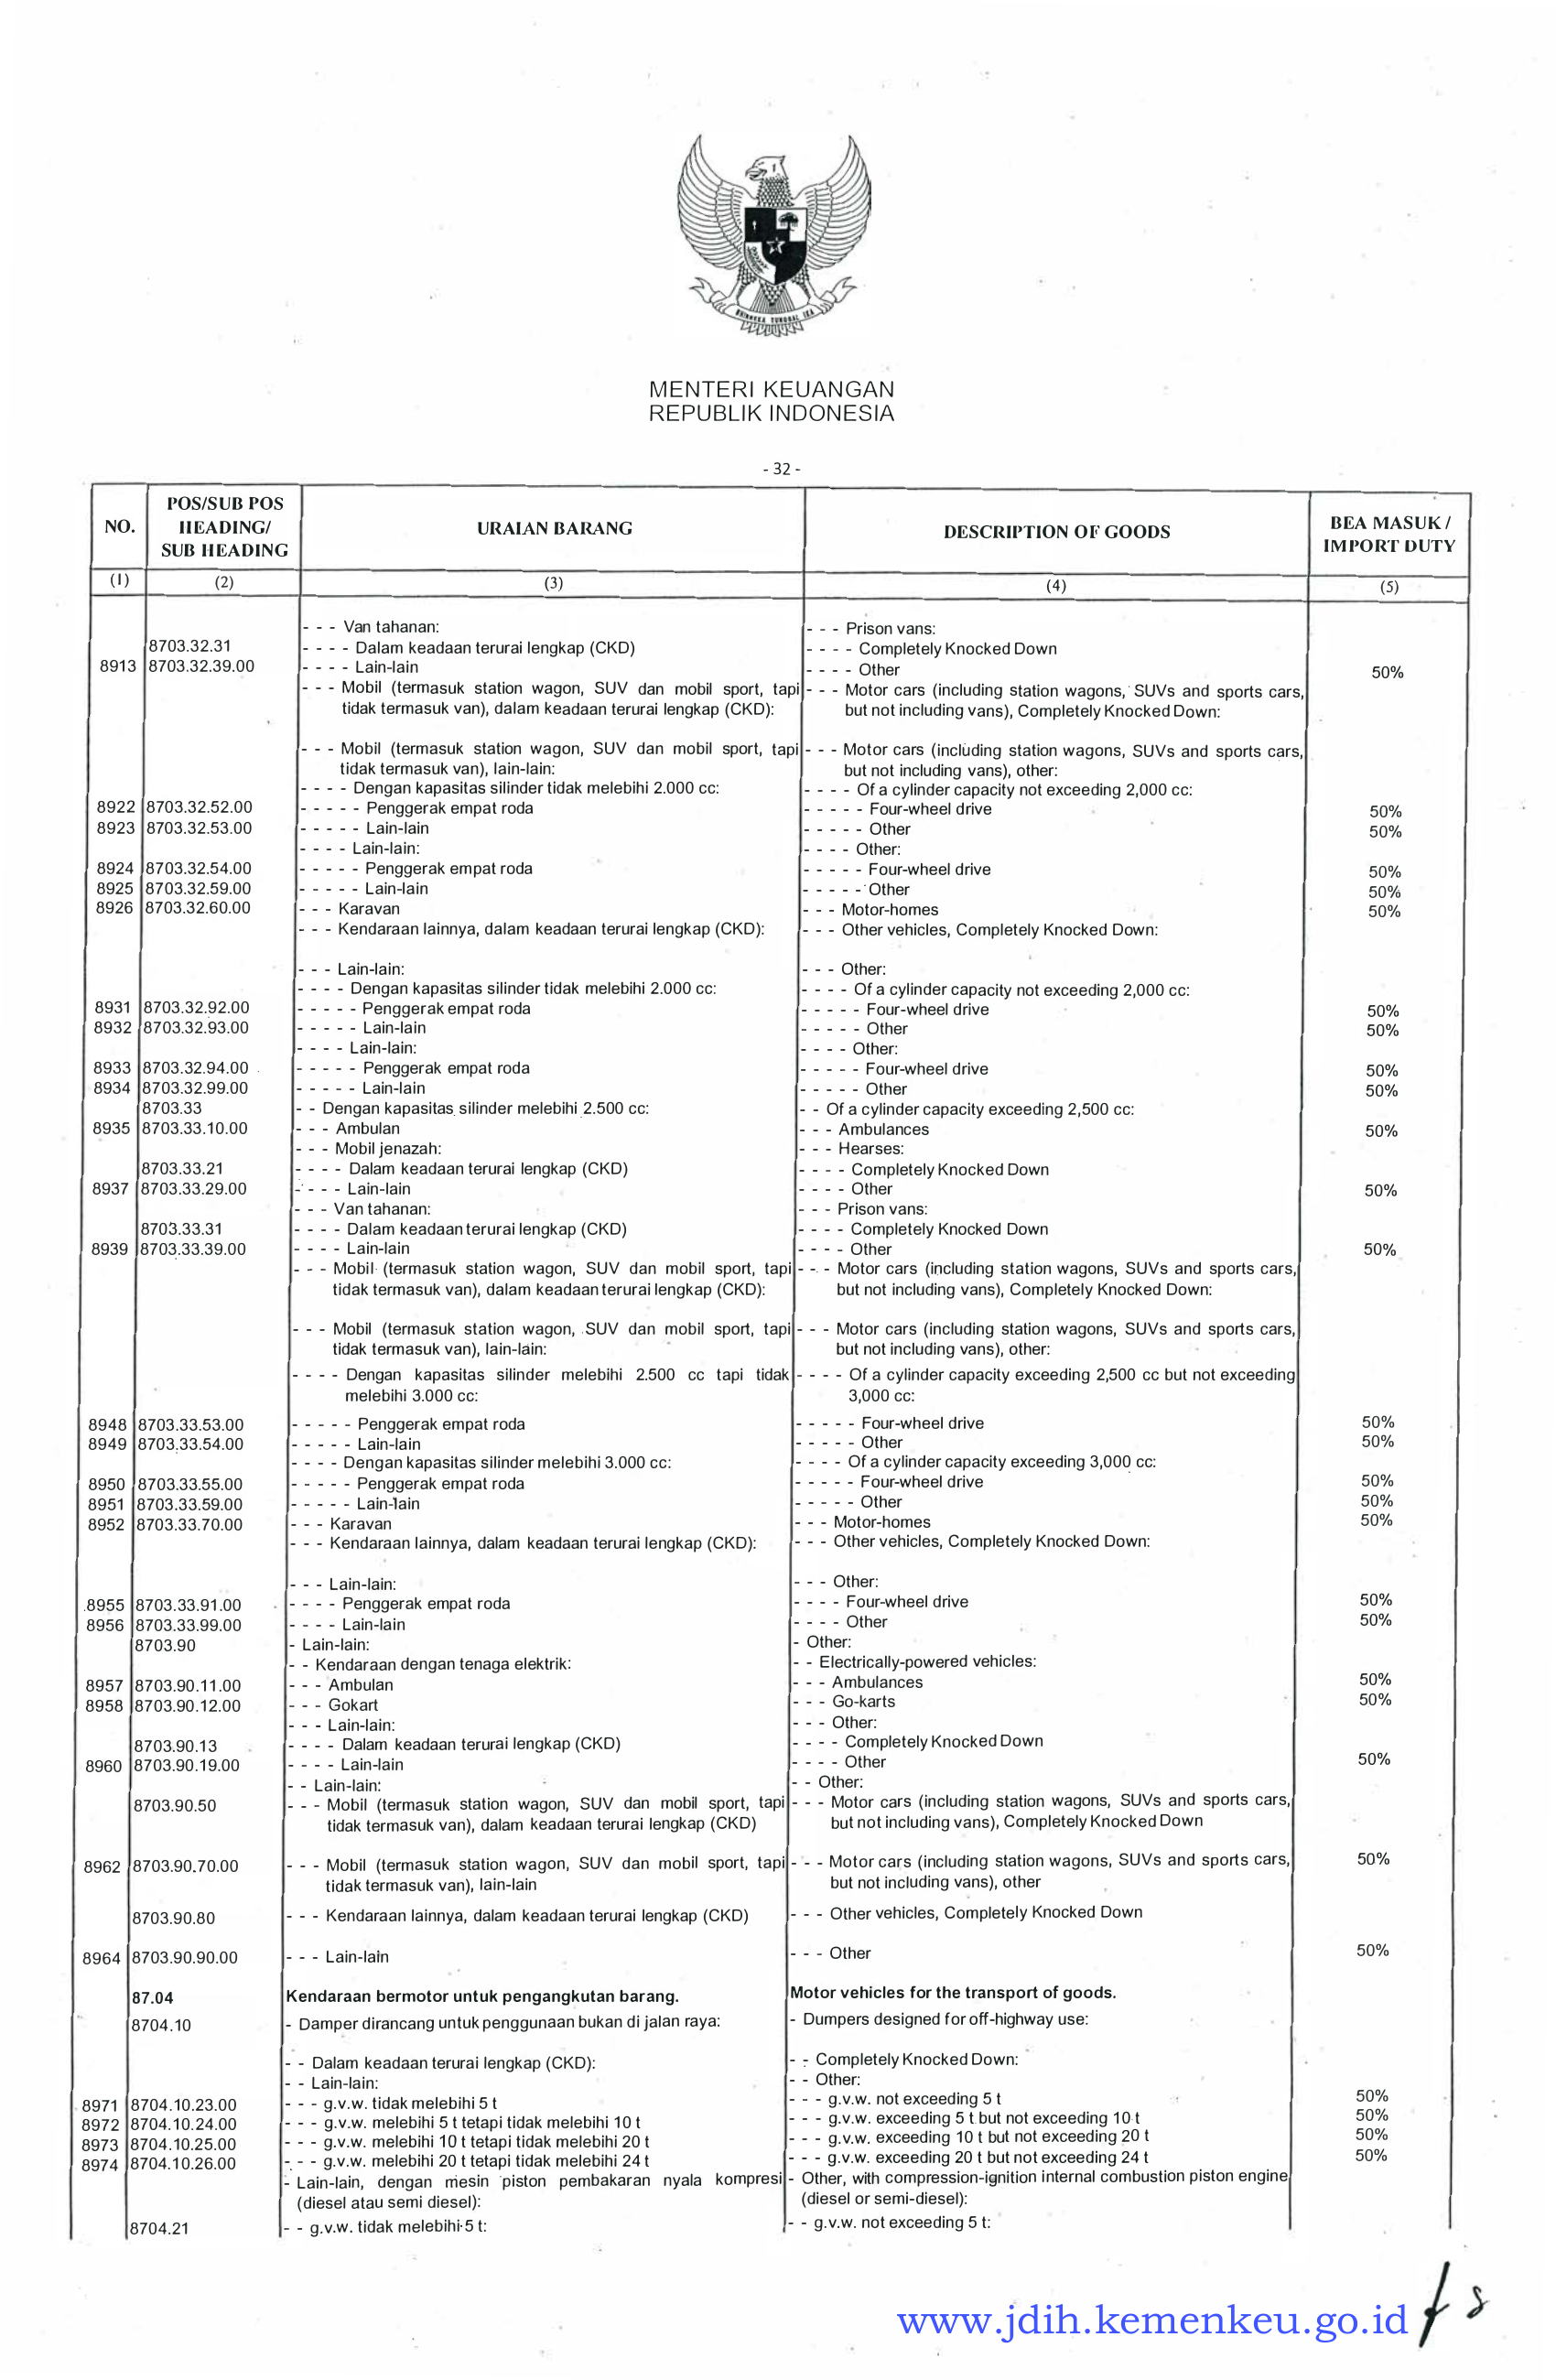 BHINNEKA TUNGGAL IKA
MENTERI KEUANGAN
REPUBLIK INDONESIA
- 32 -
NO. POS/SUB POS HEADING/ SUB HEADING URAIAN BARANG DESCRIPTION OF GOODS BEA MASUK / IMPORT DUTY
(1) (2) (3) (4) (5)
- - - Van tahanan: - - - Prison vans:
8703.32.31 - - - - Dalam keadaan terurai lengkap (CKD) - - - - Completely Knocked Down
8913 8703.32.39.00 - - - - Lain-lain - - - - Other 50%
- - - Mobil (termasuk station wagon, SUV dan mobil sport, tapi - - - Motor cars (including station wagons, SUVs and sports cars,
tidak termasuk van), dalam keadaan terurai lengkap (CKD): but not including vans), Completely Knocked Down:
- - - Mobil (termasuk station wagon, SUV dan mobil sport, tapi - - - Motor cars (including station wagons, SUVs and sports cars,
tidak termasuk van), lain-lain: but not including vans), other:
- - - - Dengan kapasitas silinder tidak melebihi 2.000 cc: - - - - Of a cylinder capacity not exceeding 2,000 cc:
8922 8703.32.52.00 - - - - - Penggerak empat roda - - - - - Four-wheel drive 50%
8923 8703.32.53.00 - - - - - Lain-lain - - - - - Other 50%
- - - - Lain-lain: - - - - Other:
8924 8703.32.54.00 - - - - - Penggerak empat roda - - - - - Four-wheel drive 50%
8925 8703.32.59.00 - - - - - Lain-lain - - - - - Other 50%
8926 8703.32.60.00 - - - Karavan - - - Motor-homes 50%
- - - Kendaraan lainnya, dalam keadaan terurai lengkap (CKD): - - - Other vehicles, Completely Knocked Down:
- - - Lain-lain: - - - Other:
- - - - Dengan kapasitas silinder tidak melebihi 2.000 cc: - - - - Of a cylinder capacity not exceeding 2,000 cc:
8931 8703.32.92.00 - - - - - Penggerak empat roda - - - - - Four-wheel drive 50%
8932 8703.32.93.00 - - - - - Lain-lain - - - - - Other 50%
- - - - Lain-lain: - - - - Other:
8933 8703.32.94.00 - - - - - Penggerak empat roda - - - - - Four-wheel drive 50%
8934 8703.32.99.00 - - - - - Lain-lain - - - - - Other 50%
8703.33 - - Dengan kapasitas silinder melebihi 2.500 cc: - - Of a cylinder capacity exceeding 2,500 cc:
8935 8703.33.10.00 - - - Ambulan - - - Ambulances 50%
- - - Mobil jenazah: - - - Hearses:
8703.33.21 - - - - Dalam keadaan terurai lengkap (CKD) - - - - Completely Knocked Down
8937 8703.33.29.00 - - - - Lain-lain - - - - Other 50%
- - - Van tahanan: - - - Prison vans:
8703.33.31 - - - - Dalam keadaan terurai lengkap (CKD) - - - - Completely Knocked Down
8939 8703.33.39.00 - - - - Lain-lain - - - - Other 50%
- - - Mobil (termasuk station wagon, SUV dan mobil sport, tapi - - - Motor cars (including station wagons, SUVs and sports cars,
tidak termasuk van), dalam keadaan terurai lengkap (CKD): but not including vans), Completely Knocked Down:
- - - Mobil (termasuk station wagon, SUV dan mobil sport, tapi - - - Motor cars (including station wagons, SUVs and sports cars,
tidak termasuk van), lain-lain: but not including vans), other:
- - - - Dengan kapasitas silinder melebihi 2.500 cc tapi tidak - - - - Of a cylinder capacity exceeding 2,500 cc but not exceeding
melebihi 3.000 cc: 3,000 cc:
8948 8703.33.53.00 - - - - - Penggerak empat roda - - - - - Four-wheel drive 50%
8949 8703.33.54.00 - - - - - Lain-lain - - - - - Other 50%
- - - - Dengan kapasitas silinder melebihi 3.000 cc: - - - - Of a cylinder capacity exceeding 3,000 cc:
8950 8703.33.55.00 - - - - - Penggerak empat roda - - - - - Four-wheel drive 50%
8951 8703.33.59.00 - - - - - Lain-lain - - - - - Other 50%
8952 8703.33.70.00 - - - Karavan - - - Motor-homes 50%
- - - Kendaraan lainnya, dalam keadaan terurai lengkap (CKD): - - - Other vehicles, Completely Knocked Down:
- - - Lain-lain: - - - Other:
8955 8703.33.91.00 - - - - Penggerak empat roda - - - - Four-wheel drive 50%
8956 8703.33.99.00 - - - - Lain-lain - - - - Other 50%
8703.90 - Lain-lain: - Other:
- - Kendaraan dengan tenaga elektrik: - - Electrically-powered vehicles:
8957 8703.90.11.00 - - - Ambulan - - - Ambulances 50%
8958 8703.90.12.00 - - - Gokart - - - Go-karts 50%
- - - Lain-lain: - - - Other:
8703.90.13 - - - - Dalam keadaan terurai lengkap (CKD) - - - - Completely Knocked Down
8960 8703.90.19.00 - - - - Lain-lain - - - - Other 50%
- - Lain-lain: - - Other:
8703.90.50 - - - Mobil (termasuk station wagon, SUV dan mobil sport, tapi - - - Motor cars (including station wagons, SUVs and sports cars,
tidak termasuk van), dalam keadaan terurai lengkap (CKD) but not including vans), Completely Knocked Down
8962 8703.90.70.00 - - - Mobil (termasuk station wagon, SUV dan mobil sport, tapi - - - Motor cars (including station wagons, SUVs and sports cars, 50%
tidak termasuk van), lain-lain but not including vans), other
8703.90.80 - - - Kendaraan lainnya, dalam keadaan terurai lengkap (CKD) - - - Other vehicles, Completely Knocked Down
8964 8703.90.90.00 - - - Lain-lain - - - Other 50%
87.04 Kendaraan bermotor untuk pengangkutan barang. Motor vehicles for the transport of goods.
8704.10 - Damper dirancang untuk penggunaan bukan di jalan raya: - Dumpers designed for off-highway use:
- - Dalam keadaan terurai lengkap (CKD): - - Completely Knocked Down:
- - Lain-lain: - - Other:
8971 8704.10.23.00 - - - g.v.w. tidak melebihi 5 t - - - g.v.w. not exceeding 5 t 50%
8972 8704.10.24.00 - - - g.v.w. melebihi 5 t tetapi tidak melebihi 10 t - - - g.v.w. exceeding 5 t but not exceeding 10 t 50%
8973 8704.10.25.00 - - - g.v.w. melebihi 10 t tetapi tidak melebihi 20 t - - - g.v.w. exceeding 10 t but not exceeding 20 t 50%
8974 8704.10.26.00 - - - g.v.w. melebihi 20 t tetapi tidak melebihi 24 t - - - g.v.w. exceeding 20 t but not exceeding 24 t 50%
- Lain-lain, dengan mesin piston pembakaran nyala kompresi - Other, with compression-ignition internal combustion piston engine
(diesel atau semi diesel): (diesel or semi-diesel):
8704.21 - - g.v.w. tidak melebihi 5 t: - - g.v.w. not exceeding 5 t:
www.jdih.kemenkeu.go.id